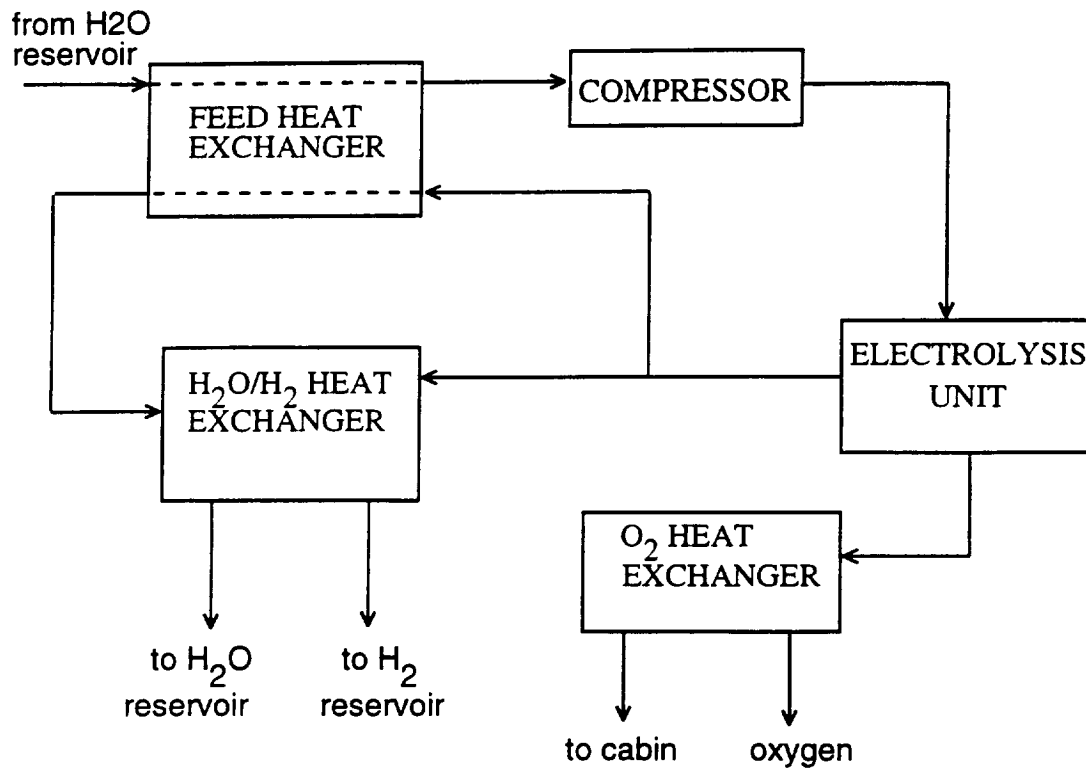 from H2O
reservoir
FEED HEAT
EXCHANGER
COMPRESSOR
H₂O/H₂ HEAT
EXCHANGER
ELECTROLYSIS
UNIT
O₂ HEAT
EXCHANGER
to H₂O
reservoir
to H₂
reservoir
to cabin
oxygen